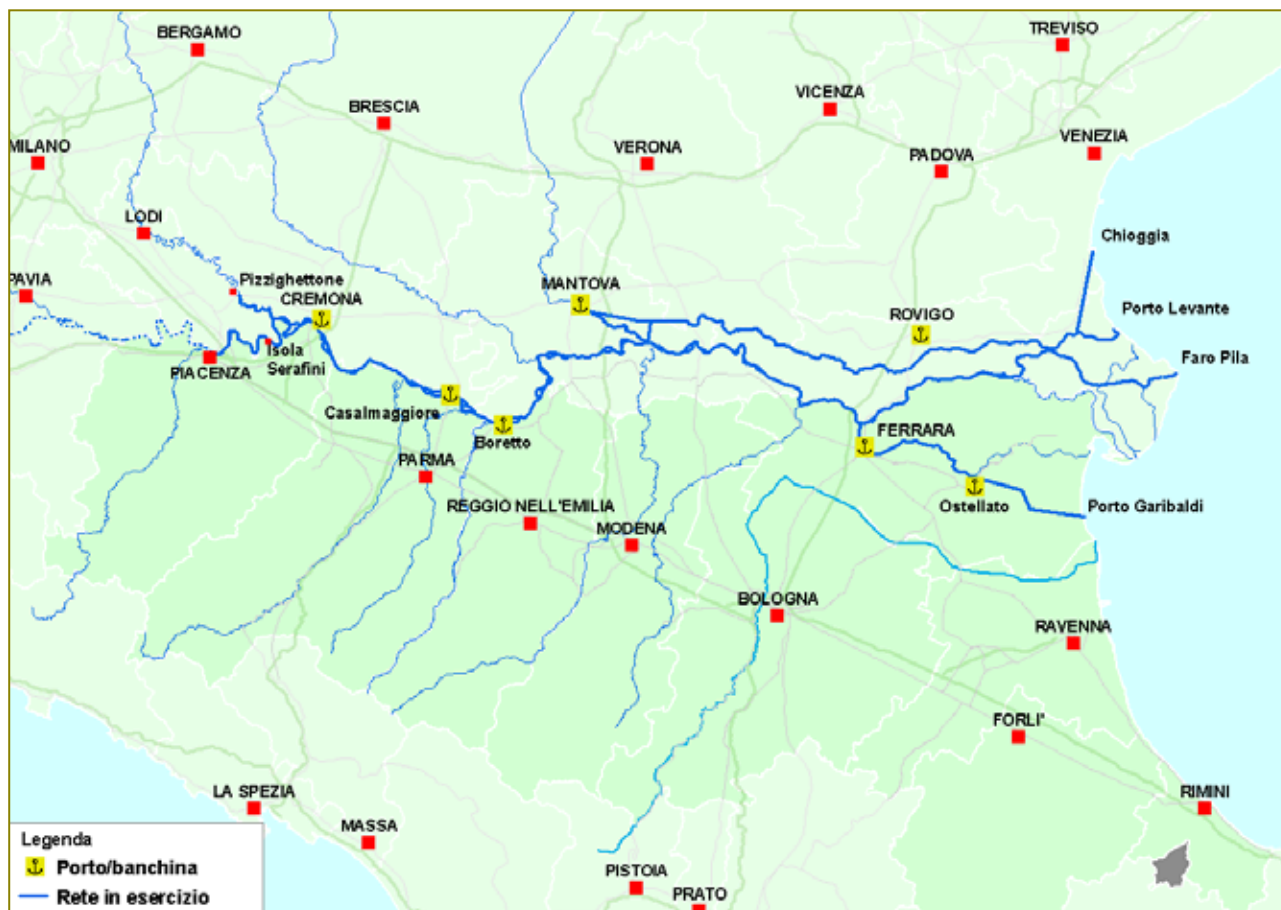 BERGAMO
TREVISO
BRESCIA
VICENZA
MILANO
VERONA
PADOVA
VENEZIA
LODI
Chioggia
PAVIA
Pizzighettone
CREMONA
MANTOVA
ROVIGO
Porto Levante
Isola
Serafini
Faro Pila
PIACENZA
Casalmaggiore
Boretto
FERRARA
PARMA
REGGIO NELL'EMILIA
MODENA
Ostellato
Porto Garibaldi
BOLOGNA
RAVENNA
FORLI'
LA SPEZIA
MASSA
RIMINI
PISTOIA
PRATO
Legenda
Porto/banchina
Rete in esercizio